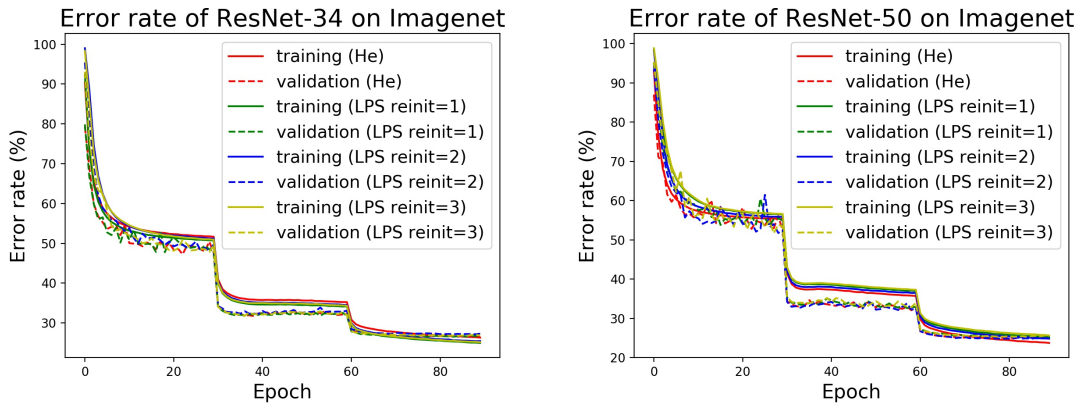 Error rate of ResNet-34 on Imagenet
Error rate (%)
100
90
80
70
60
50
40
30
0
20
40
60
80
Epoch
training (He)
validation (He)
training (LPS reinit=1)
validation (LPS reinit=1)
training (LPS reinit=2)
validation (LPS reinit=2)
training (LPS reinit=3)
validation (LPS reinit=3)
Error rate of ResNet-50 on Imagenet
Error rate (%)
100
90
80
70
60
50
40
30
20
0
20
40
60
80
Epoch
training (He)
validation (He)
training (LPS reinit=1)
validation (LPS reinit=1)
training (LPS reinit=2)
validation (LPS reinit=2)
training (LPS reinit=3)
validation (LPS reinit=3)